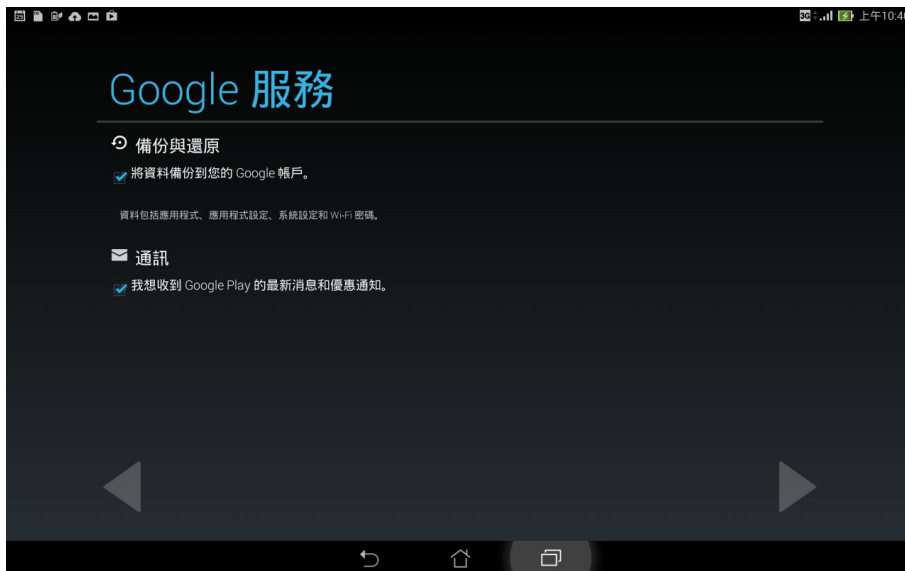 23 3G 上午10:40
Google 服務
備份與還原
將資料備份到您的 Google 帳戶。
資料包括應用程式、應用程式設定、系統設定和 Wi-Fi 密碼。
通訊
我想收到 Google Play 的最新消息和優惠通知。